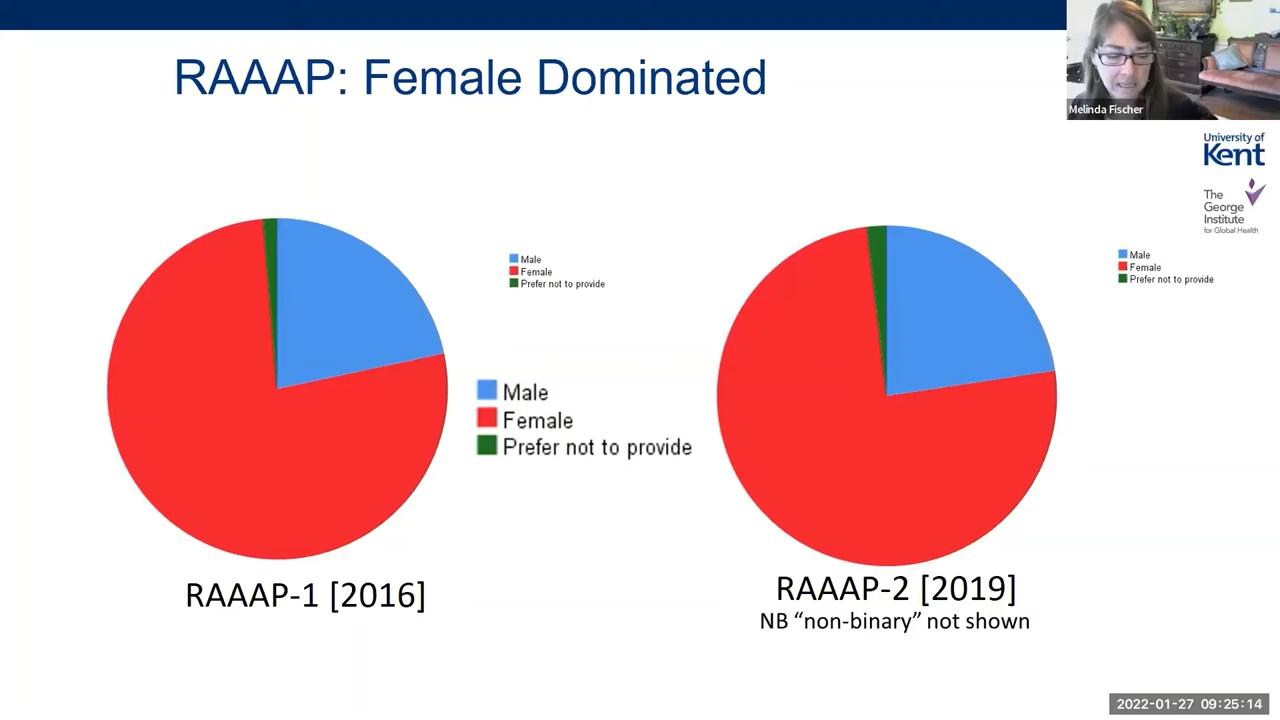 RAAAP: Female Dominated
Melinda Fischer
University of
Kent
The
George
Institute
for Global Health
Male
Female
Prefer not to provide
Male
Female
Prefer not to provide
Male
Female
Prefer not to provide
RAAAP-1 [2016]
RAAAP-2 [2019]
NB “non-binary” not shown
2022-01-27 09:25:14